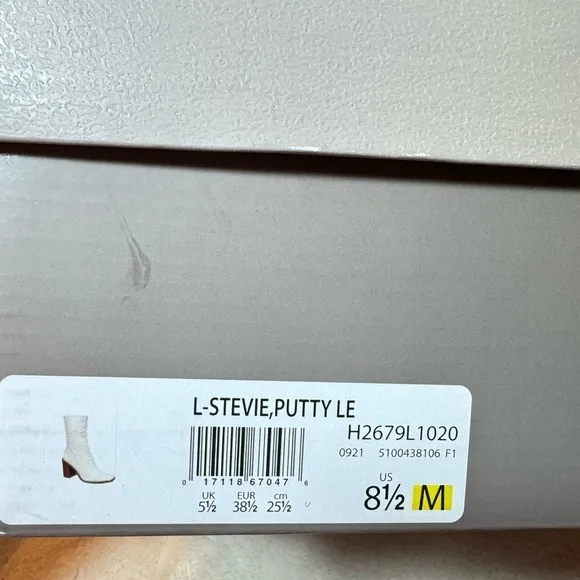 L-STEVIE,PUTTY LE
H2679L1020
0921 5100438106 F1
0 17118 67047 6
UK EUR cm US
5½ 38½ 25½ 8½ M